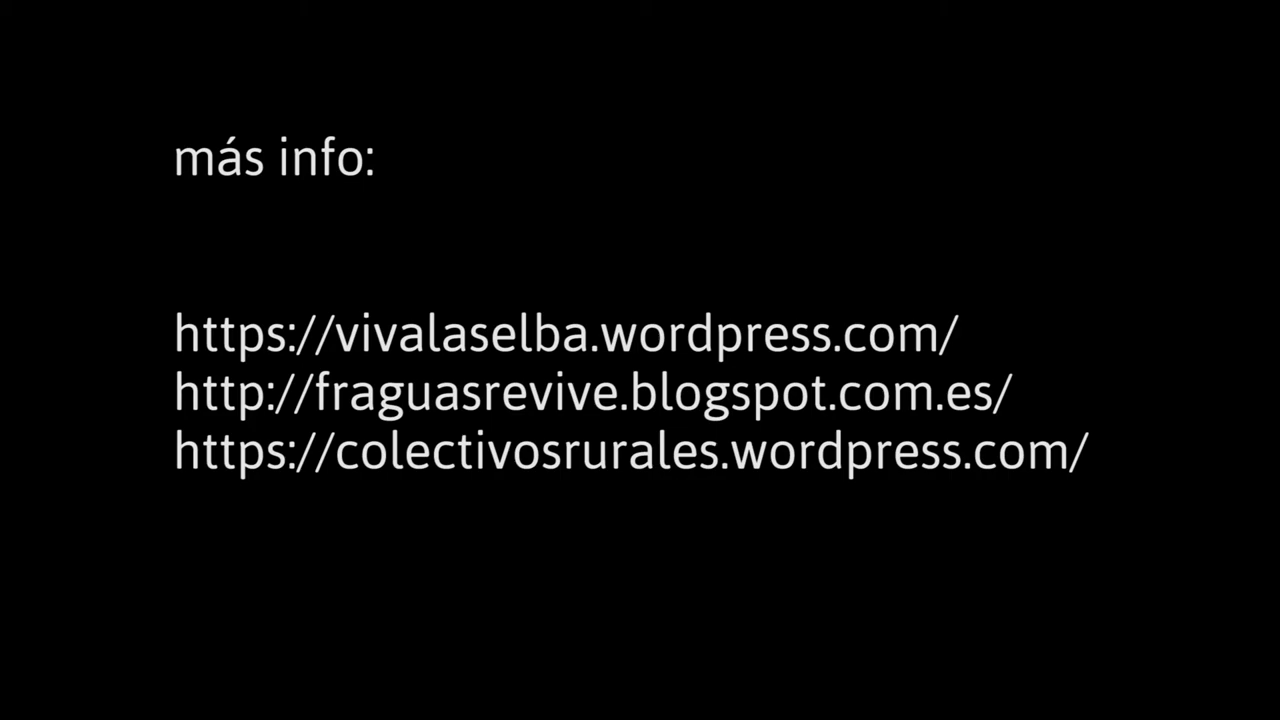 más info:
https://vivalaselba.wordpress.com/
http://fraguasrevive.blogspot.com.es/
https://colectivosrurales.wordpress.com/